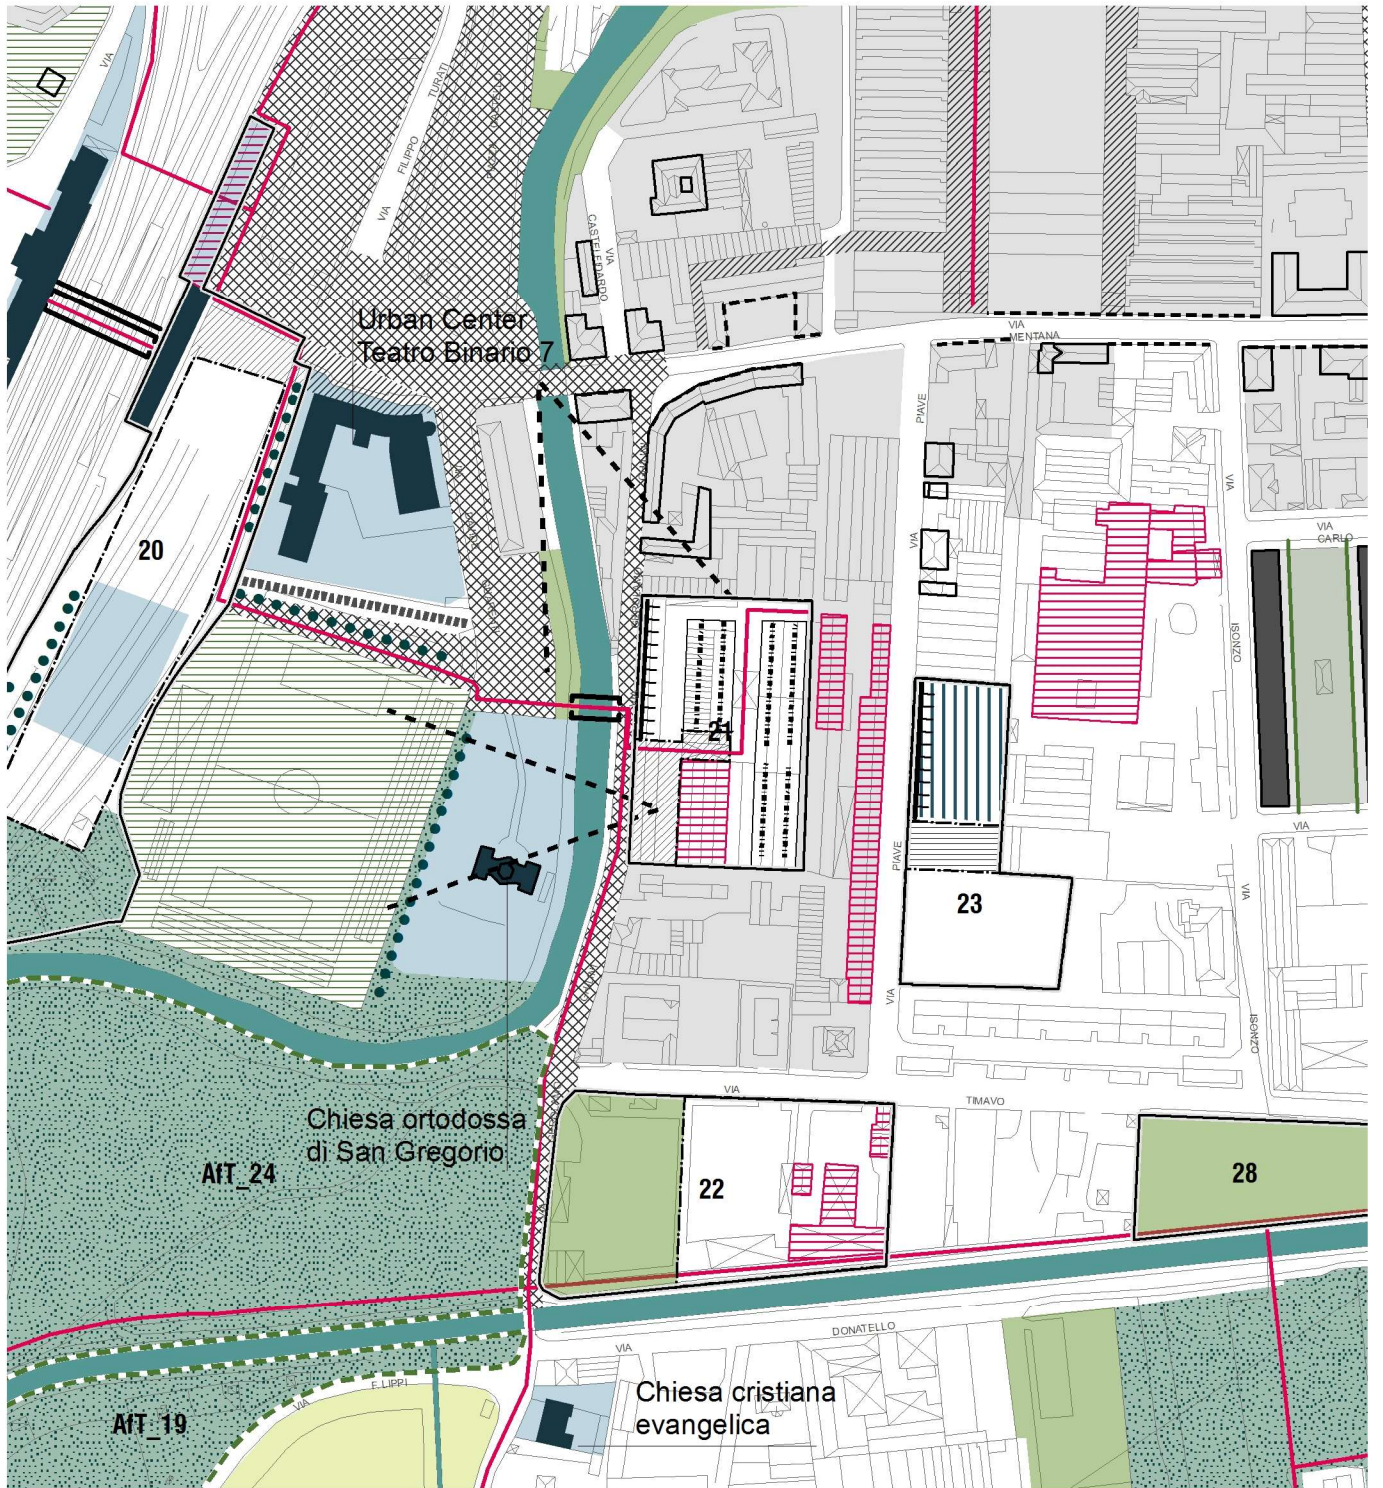 VIA
VIA
FILIPPO
TURATI
VIA
CASTELFIDARDO
Urban Center
Teatro Binario 7
VIA
MENTANA
PIAVE
VIA
VIA
VIA
CARLO
20
21
ISONZO
VIA
PIAVE
23
VIA
VIA
ISONZO
VIA
TIMAVO
Chiesa ortodossa
di San Gregorio
AfT_24
22
28
DONATELLO
VIA
F. LIPPI
VIA
Chiesa cristiana
evangelica
AfT_19